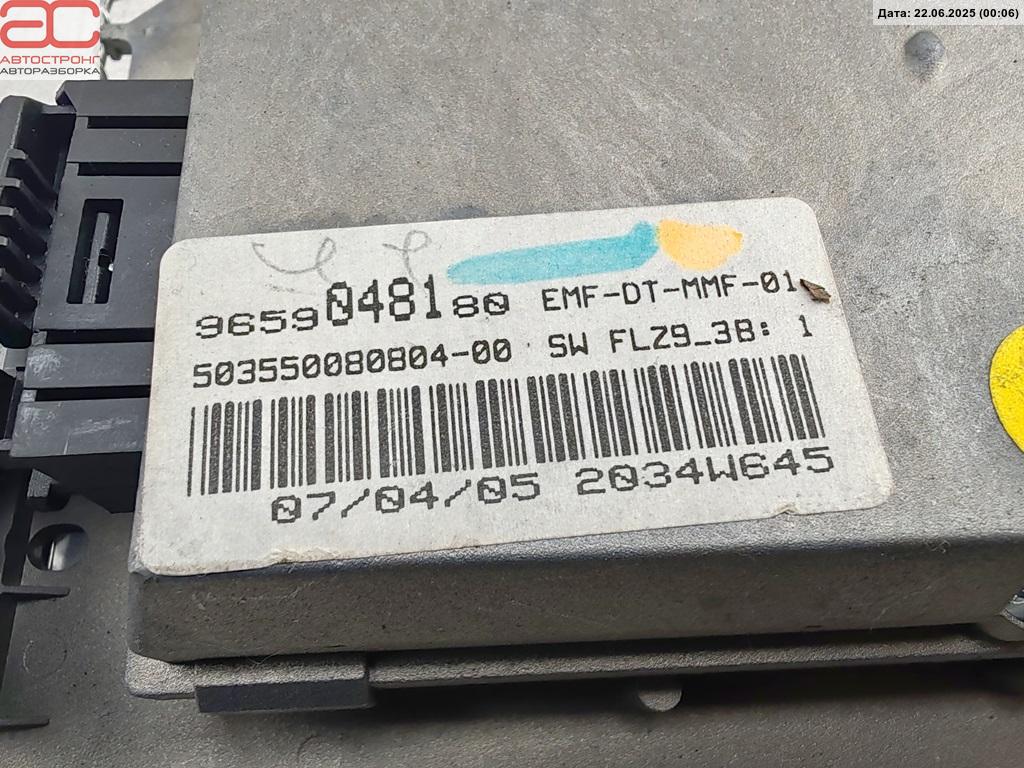 Дата: 22.06.2025 (00:06)
АС
АВТОСТРОНГ
АВТОРАЗБОРКА
9659048180 EMF-DT-MMF-01
503550080804-00 SW FLZ9_3B: 1
07/04/05 2034W645